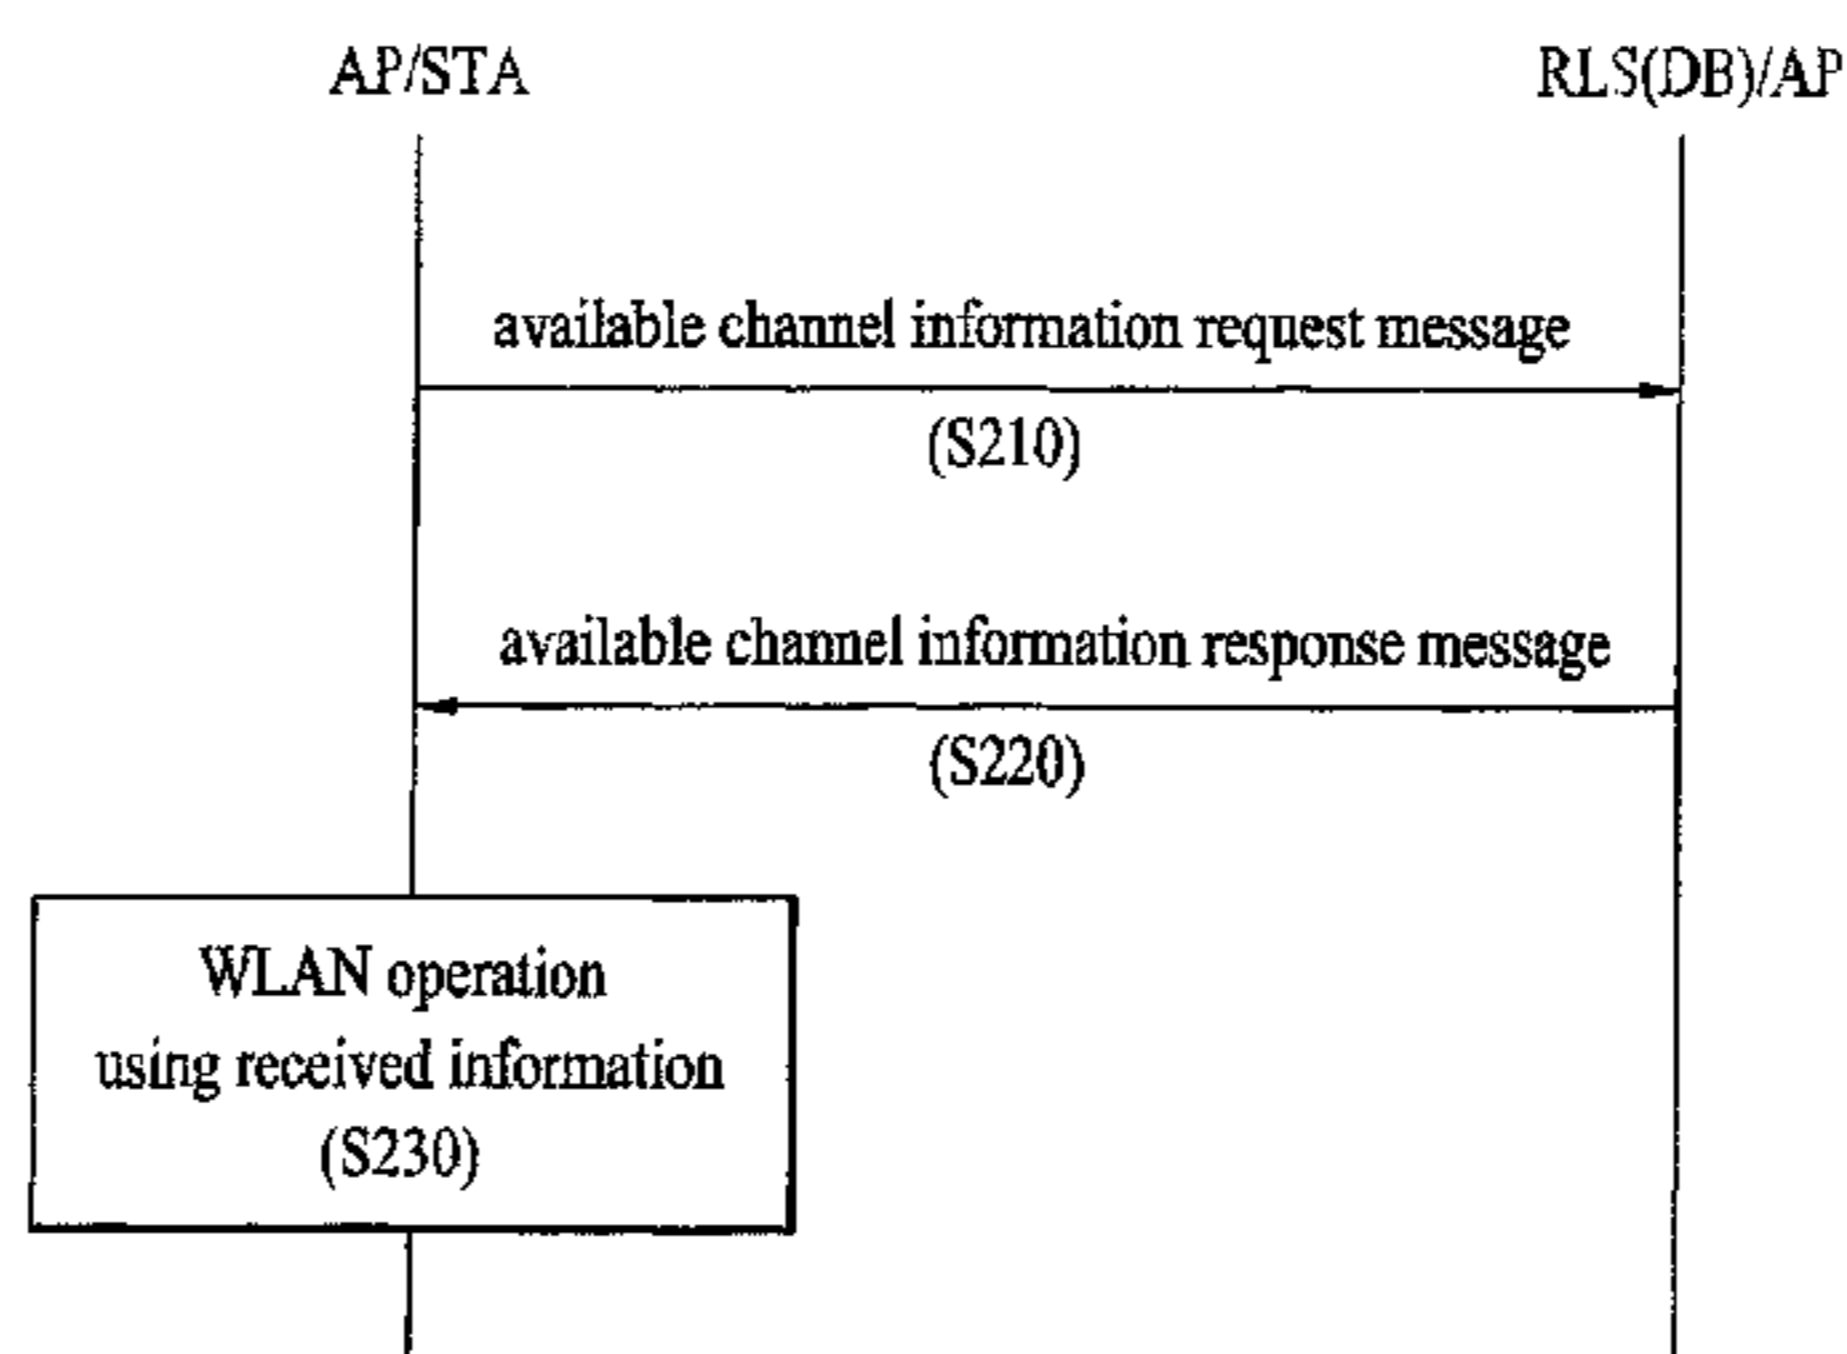 AP/STA
RLS(DB)/AP
available channel information request message
(S210)
available channel information response message
(S220)
WLAN operation
using received information
(S230)